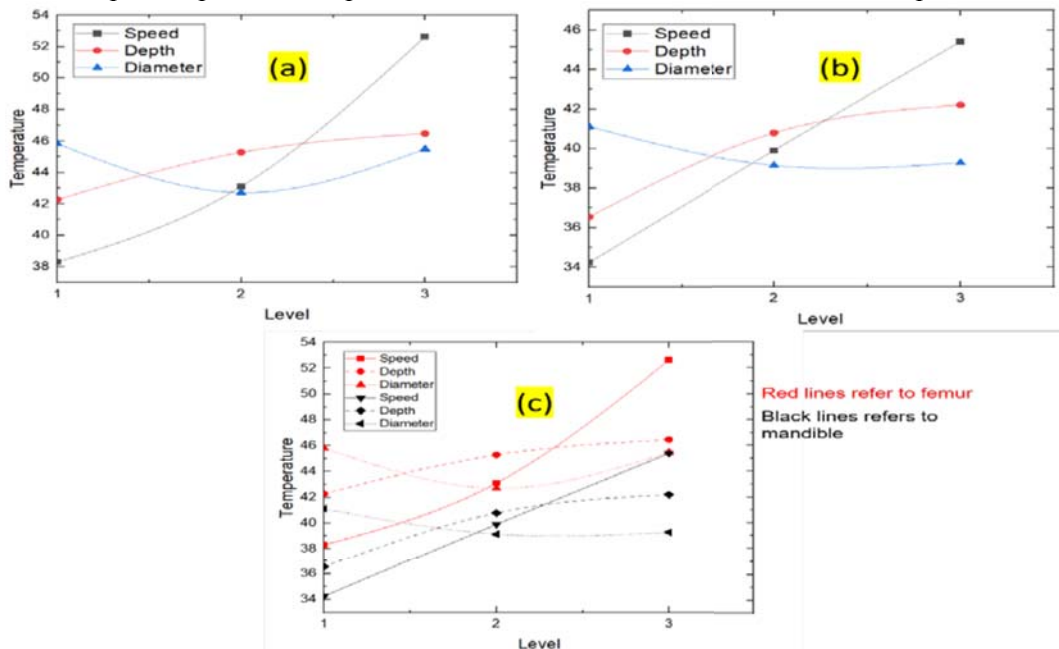 54
52
50
48
46
44
42
40
38
Temperature
Speed
Depth
Diameter
(a)
1
2
3
Level
46
44
42
40
38
36
34
Temperature
Speed
Depth
Diameter
(b)
1
2
3
Level
54
52
50
48
46
44
42
40
38
36
34
Temperature
Speed
Depth
Diameter
Speed
Depth
Diameter
(c)
1
2
3
Level
Red lines refer to femur
Black lines refers to
mandible